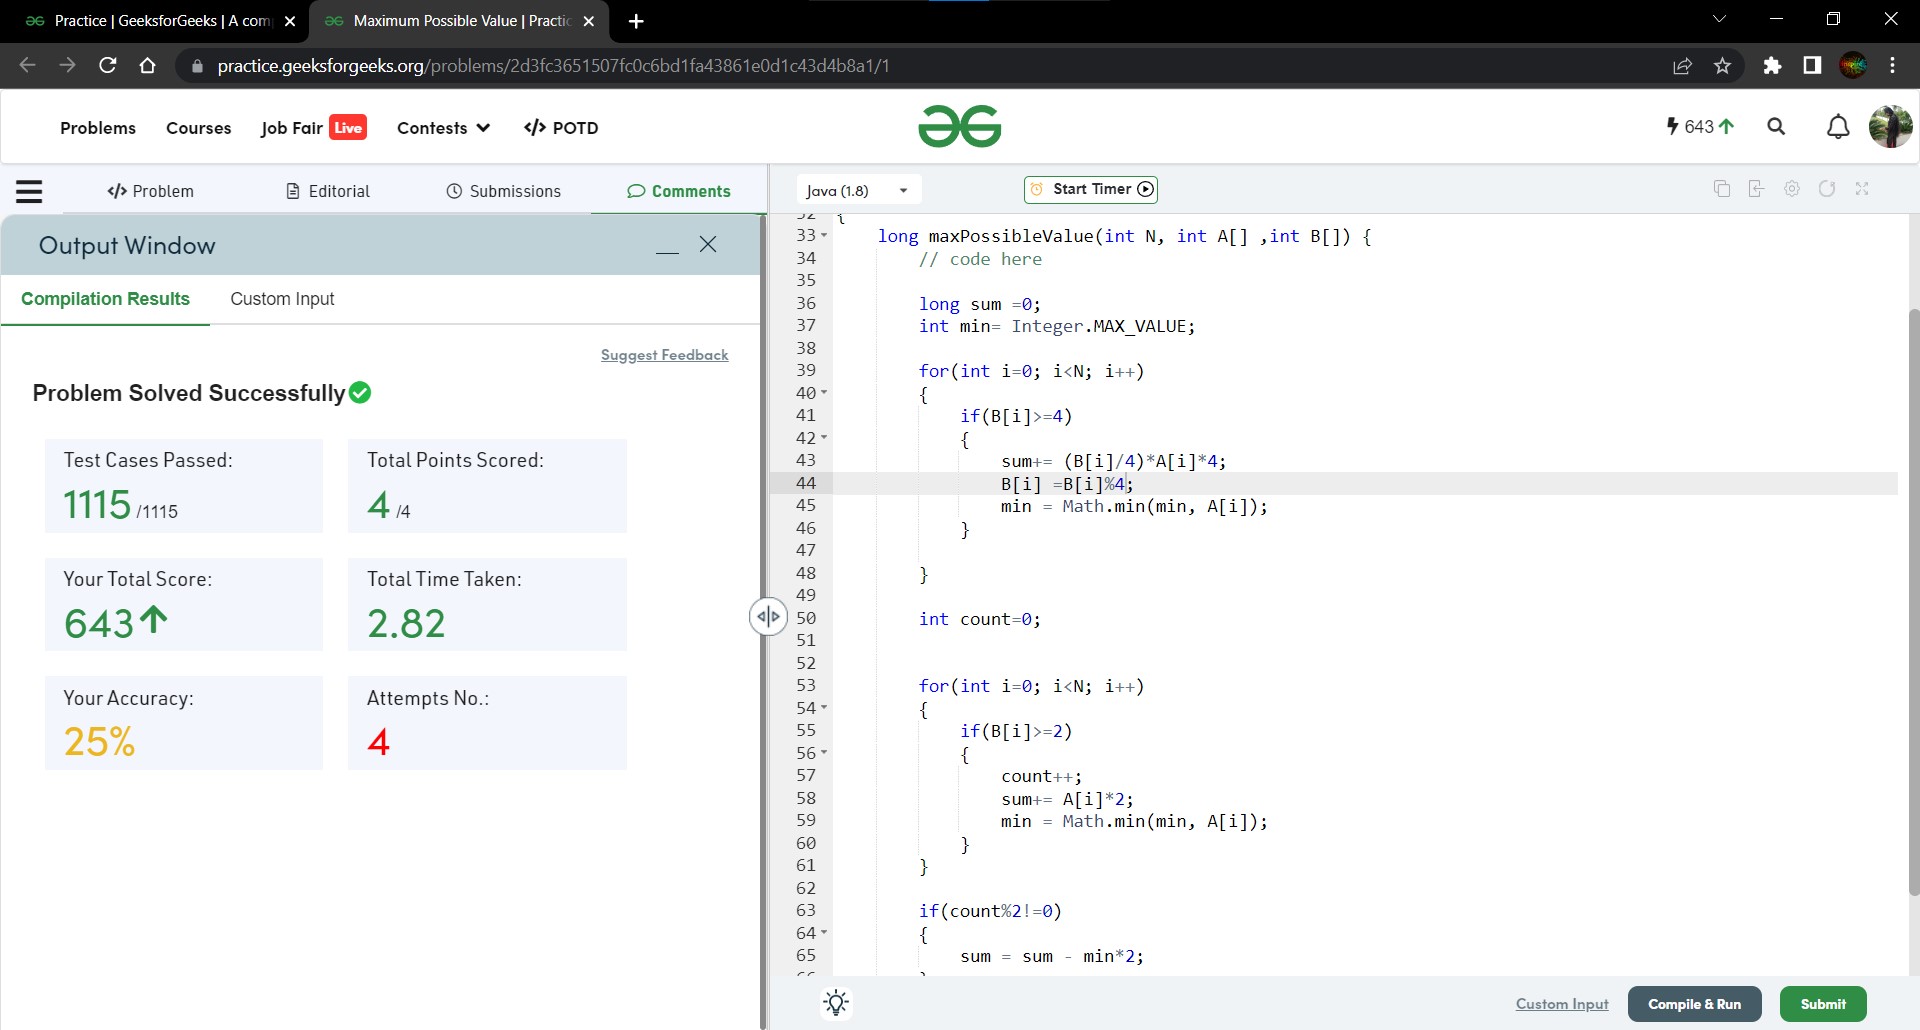 Practice | GeeksforGeeks | A com
Maximum Possible Value | Practic
practice.geeksforgeeks.org/problems/2d3fc3651507fc0c6bd1fa43861e0d1c43d4b8a1/1
Problems Courses Job Fair Live Contests </> POTD 643
</> Problem Editorial Submissions Comments
Java (1.8) Start Timer
Output Window
Compilation Results Custom Input
Suggest Feedback
Problem Solved Successfully
Test Cases Passed:
1115 /1115
Total Points Scored:
4 /4
Your Total Score:
643
Total Time Taken:
2.82
Your Accuracy:
25%
Attempts No.:
4
32 {
33 long maxPossibleValue(int N, int A[] ,int B[]) {
34 // code here
35
36 long sum =0;
37 int min= Integer.MAX_VALUE;
38
39 for(int i=0; i<N; i++)
40 {
41 if(B[i]>=4)
42 {
43 sum+= (B[i]/4)*A[i]*4;
44 B[i] =B[i]%4;
45 min = Math.min(min, A[i]);
46 }
47
48 }
49
50 int count=0;
51
52
53 for(int i=0; i<N; i++)
54 {
55 if(B[i]>=2)
56 {
57 count++;
58 sum+= A[i]*2;
59 min = Math.min(min, A[i]);
60 }
61 }
62
63 if(count%2!=0)
64 {
65 sum = sum - min*2;
Custom Input Compile & Run Submit